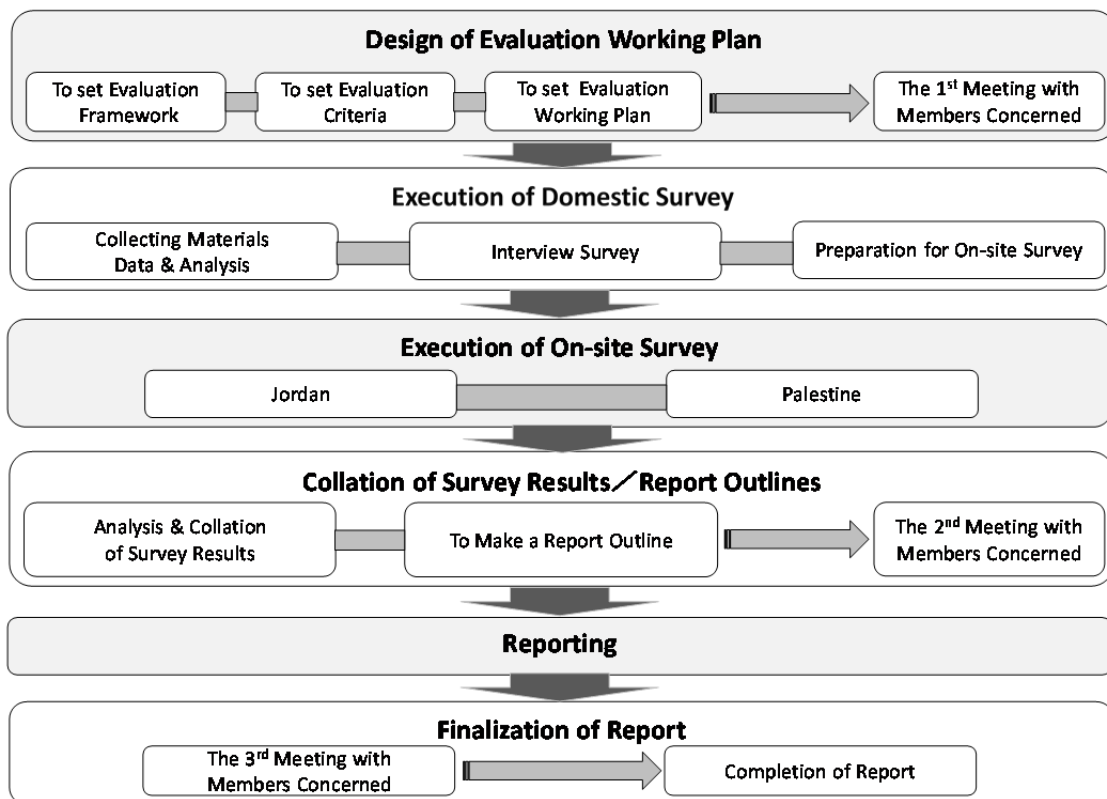 Design of Evaluation Working Plan
To set Evaluation
Framework
To set Evaluation
Criteria
To set Evaluation
Working Plan
The 1st Meeting with
Members Concerned
Execution of Domestic Survey
Collecting Materials
Data & Analysis
Interview Survey
Preparation for On-site Survey
Execution of On-site Survey
Jordan
Palestine
Collation of Survey Results／Report Outlines
Analysis & Collation
of Survey Results
To Make a Report Outline
The 2nd Meeting with
Members Concerned
Reporting
Finalization of Report
The 3rd Meeting with
Members Concerned
Completion of Report